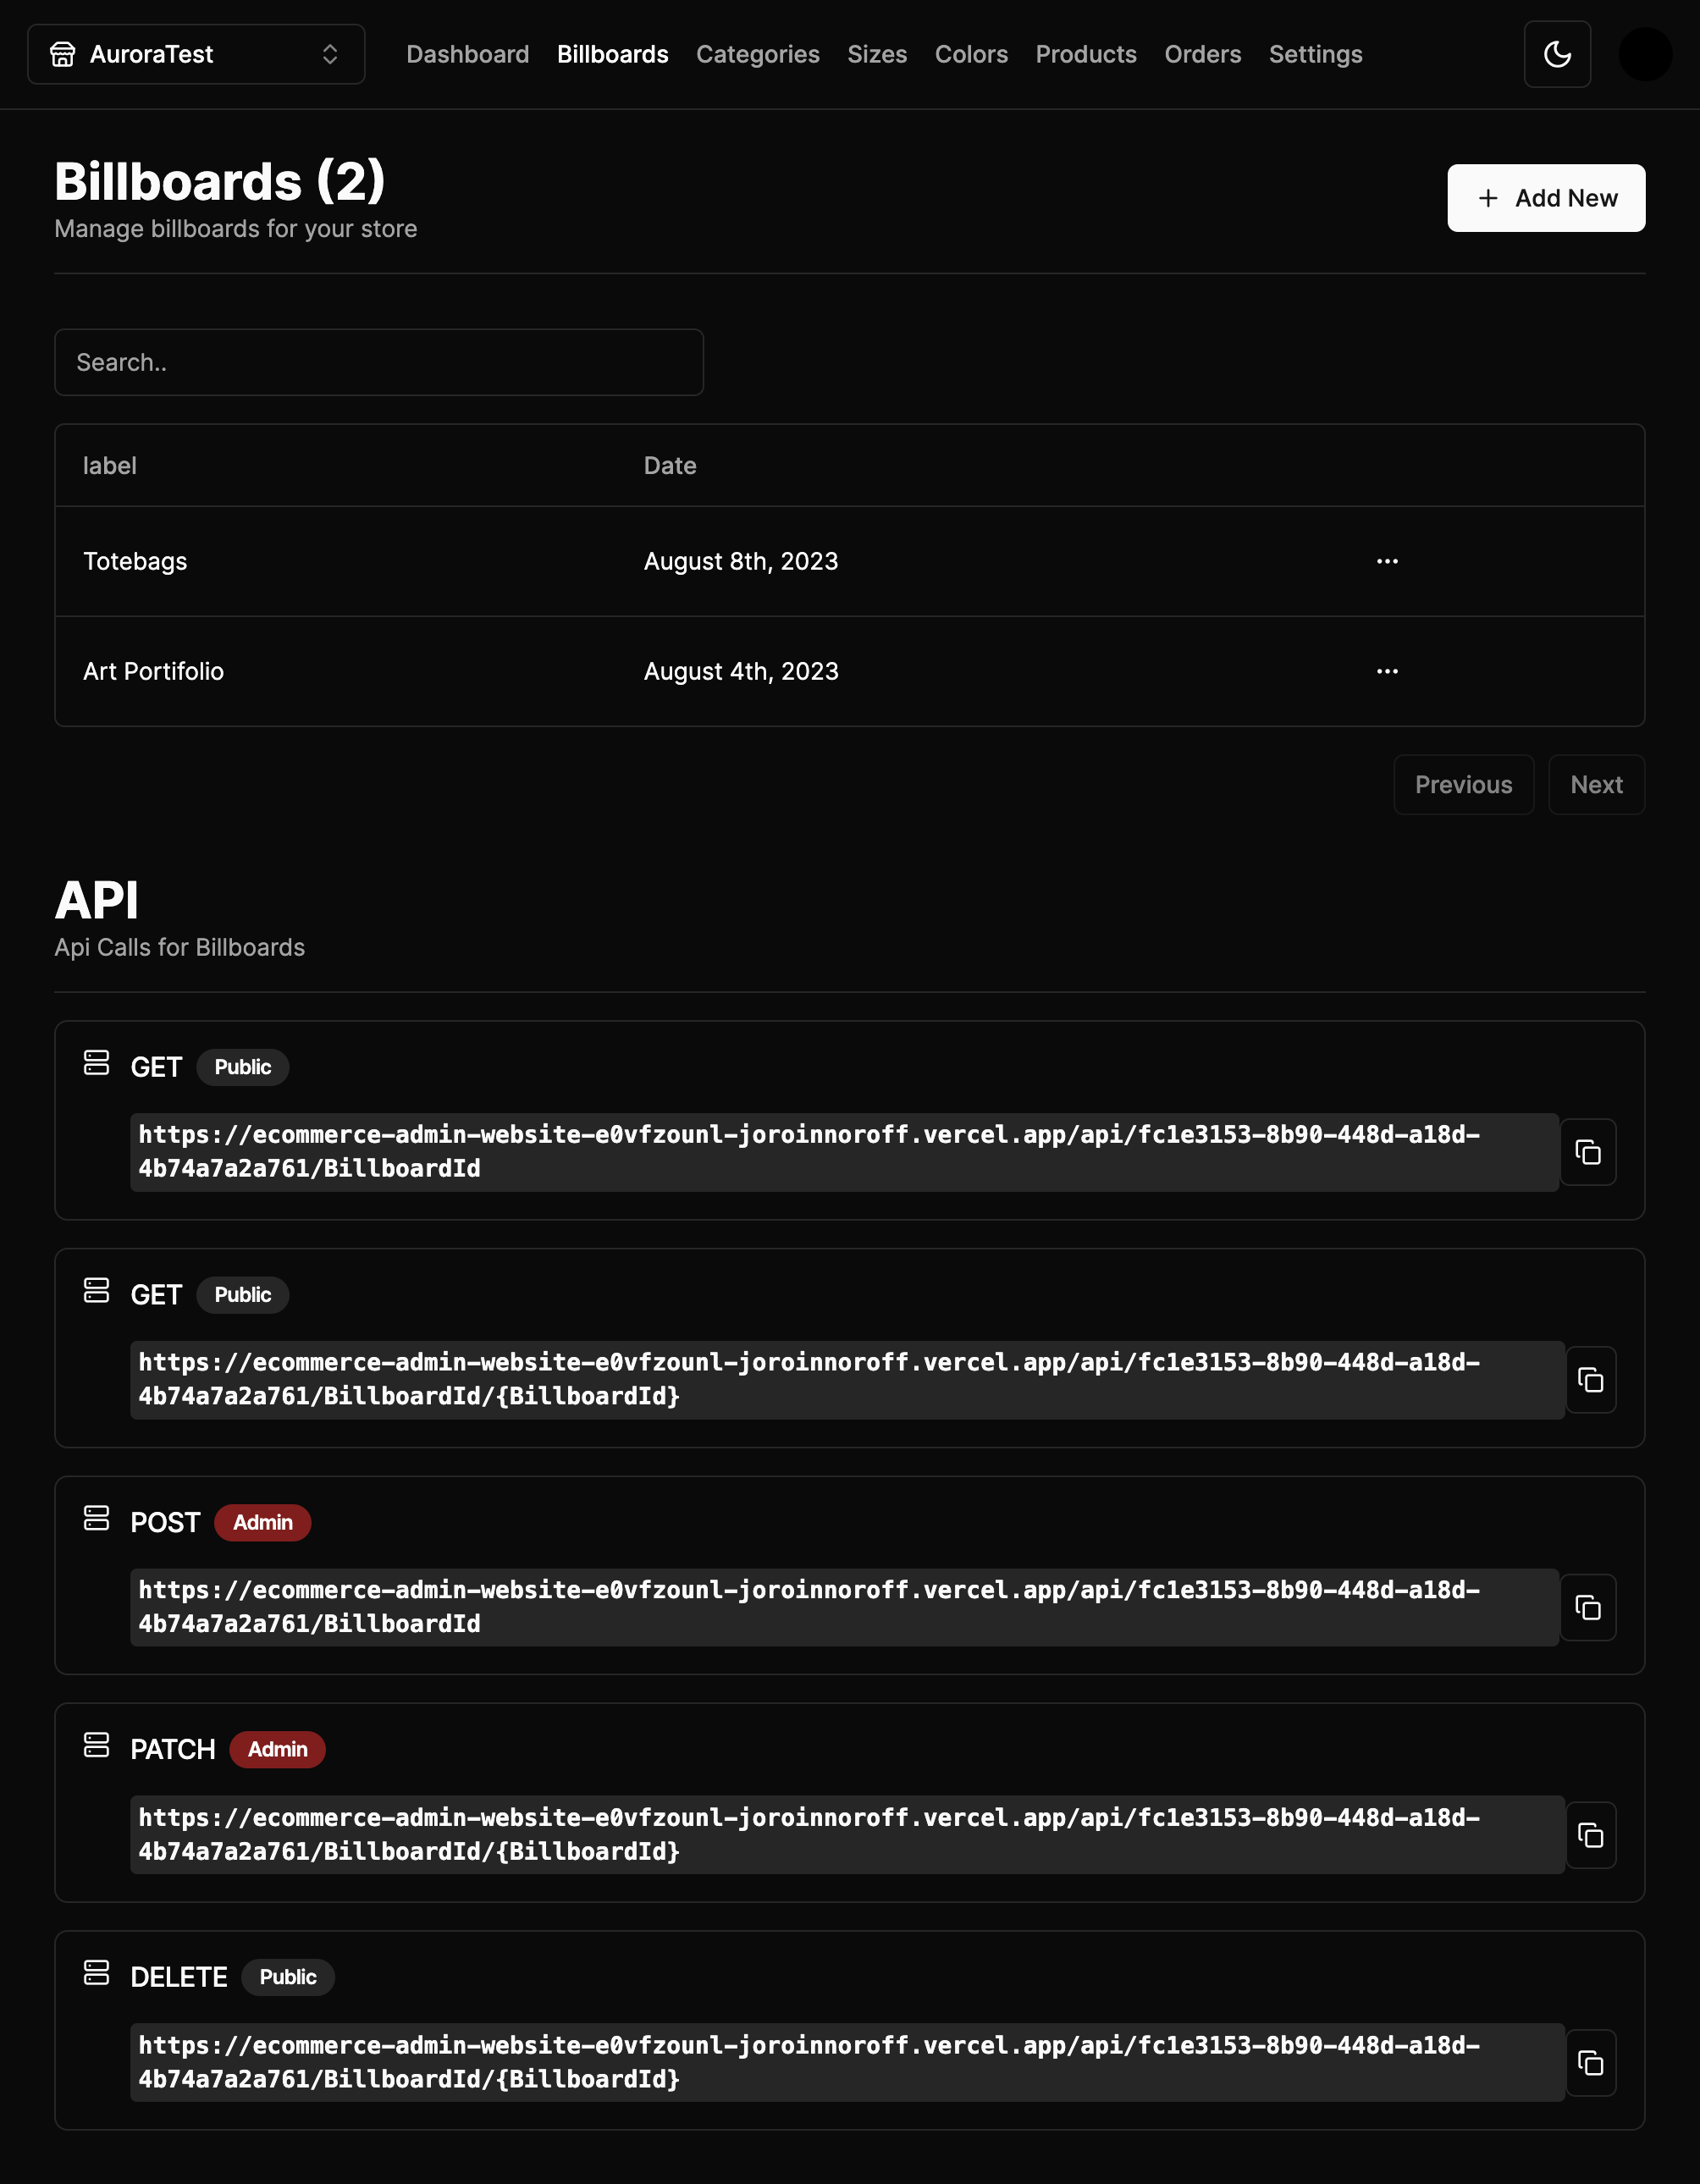 AuroraTest
Dashboard
Billboards
Categories
Sizes
Colors
Products
Orders
Settings
Billboards (2)
Manage billboards for your store
+ Add New
Search..
label
Date
Totebags
August 8th, 2023
Art Portifolio
August 4th, 2023
Previous
Next
API
Api Calls for Billboards
GET
Public
https://ecommerce-admin-website-e0vfzounl-joroinnoroff.vercel.app/api/fc1e3153-8b90-448d-a18d-
4b74a7a2a761/BillboardId
GET
Public
https://ecommerce-admin-website-e0vfzounl-joroinnoroff.vercel.app/api/fc1e3153-8b90-448d-a18d-
4b74a7a2a761/BillboardId/{BillboardId}
POST
Admin
https://ecommerce-admin-website-e0vfzounl-joroinnoroff.vercel.app/api/fc1e3153-8b90-448d-a18d-
4b74a7a2a761/BillboardId
PATCH
Admin
https://ecommerce-admin-website-e0vfzounl-joroinnoroff.vercel.app/api/fc1e3153-8b90-448d-a18d-
4b74a7a2a761/BillboardId/{BillboardId}
DELETE
Public
https://ecommerce-admin-website-e0vfzounl-joroinnoroff.vercel.app/api/fc1e3153-8b90-448d-a18d-
4b74a7a2a761/BillboardId/{BillboardId}